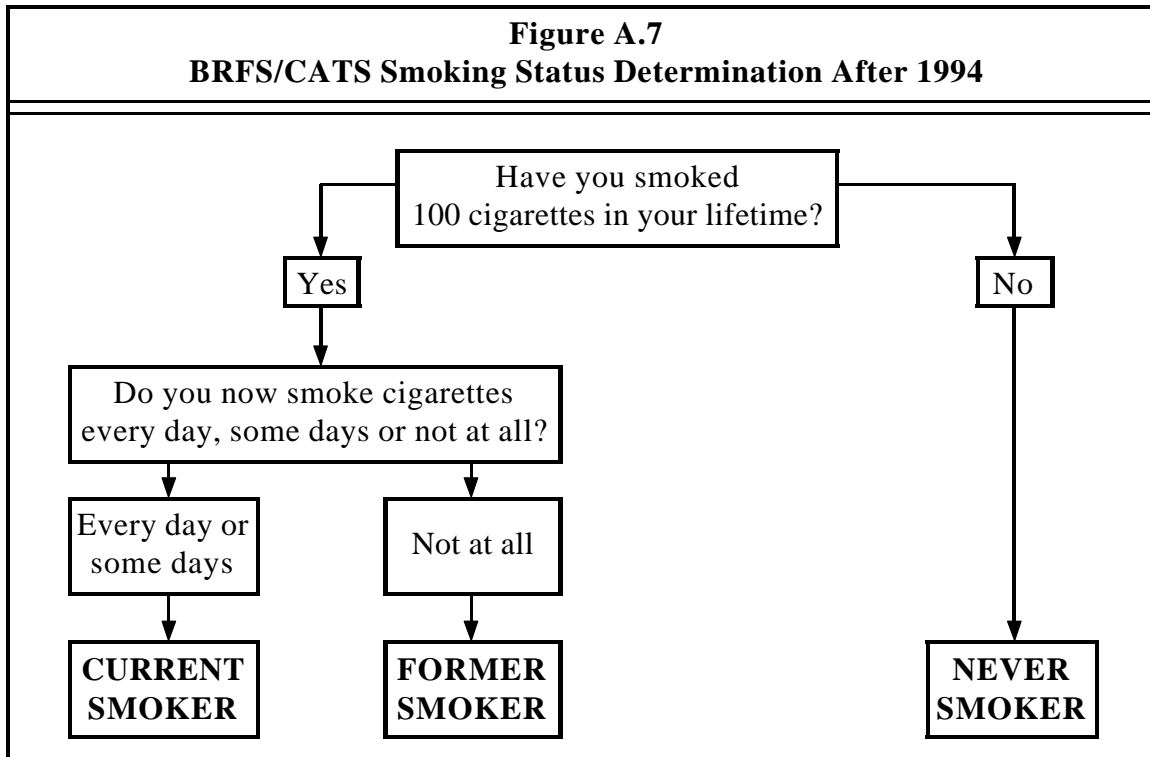 Figure A.7
BRFS/CATS Smoking Status Determination After 1994
Have you smoked
100 cigarettes in your lifetime?
Yes
No
Do you now smoke cigarettes
every day, some days or not at all?
Every day or
some days
Not at all
CURRENT
SMOKER
FORMER
SMOKER
NEVER
SMOKER